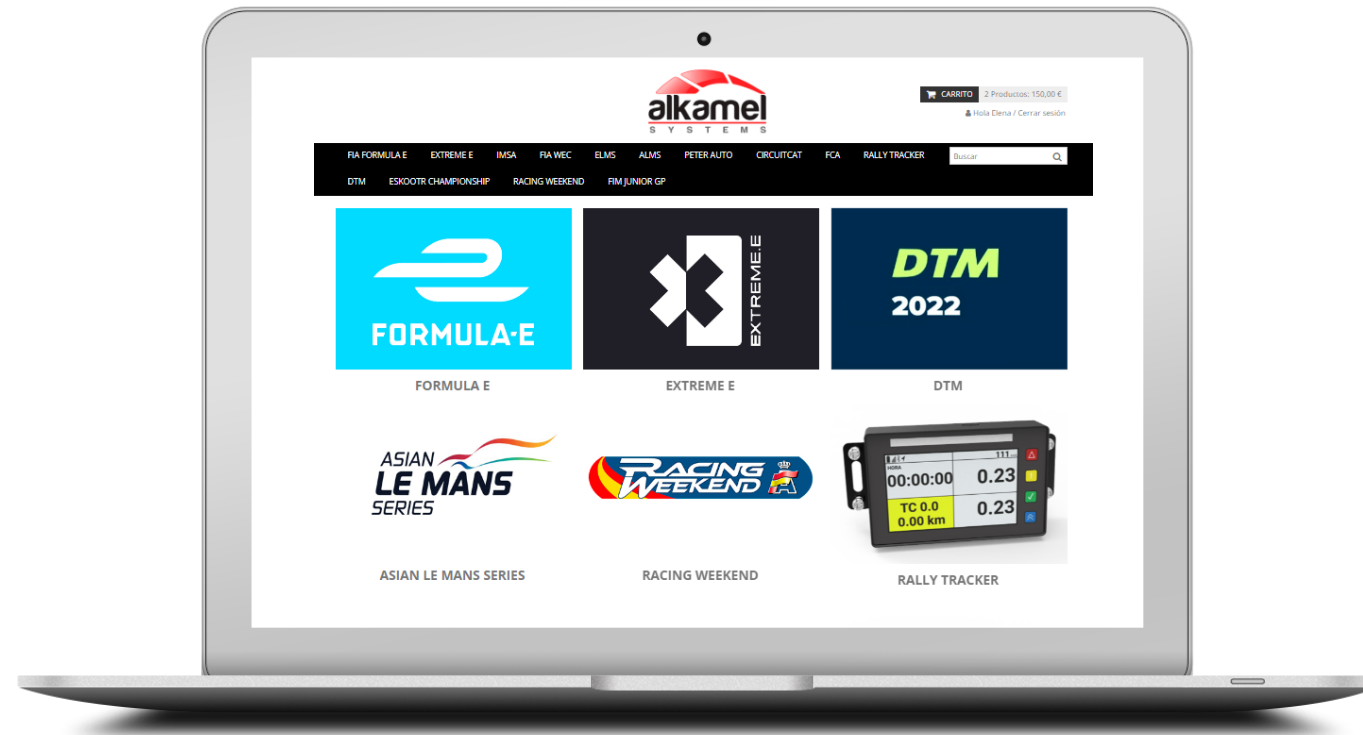 alkamel
SYSTEMS
CARRITO 2 Productos: 150,00 €
Hola Elena / Cerrar sesión
FIA FORMULA E EXTREME E IMSA FIA WEC ELMS ALMS PETER AUTO CIRCUITCAT FCA RALLY TRACKER Buscar
DTM ESKOOTR CHAMPIONSHIP RACING WEEKEND FIM JUNIOR GP
FORMULA·E
EXTREME.E
DTM
2022
FORMULA E EXTREME E DTM
ASIAN
LE MANS
SERIES
RACING
WEEKEND
111
HORA
00:00:00 0.23
TC 0.0 0.23
0.00 km
ASIAN LE MANS SERIES RACING WEEKEND RALLY TRACKER